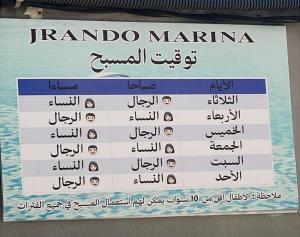 JRANDO MARINA
توقيت المسبح
الأيام صباحا مساءا
الثلاثاء الرجال النساء
الأربعاء النساء الرجال
الخميس الرجال النساء
الجمعة النساء الرجال
السبت الرجال النساء
الأحد النساء الرجال
ملاحظة : الاطفال أقل من 10 سنوات يمكن لهم استعمال المسبح في جميع الفترات